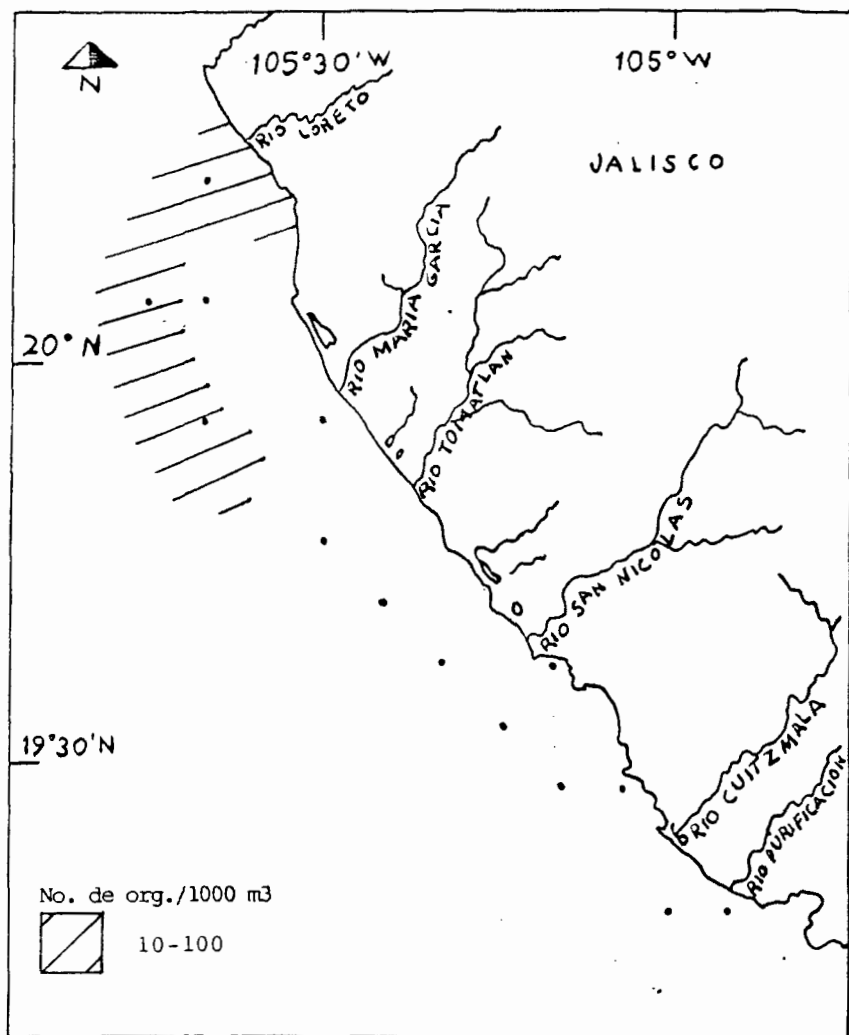 105°30'W
105°W
N
RIO LORETO
JALISCO
RIO MARIA GARCIA
20°N
RIO TOMATLAN
RIO SAN NICOLAS
19°30'N
RIO CUITZMALA
RIO PURIFICACION
No. de org./1000 m3
10-100